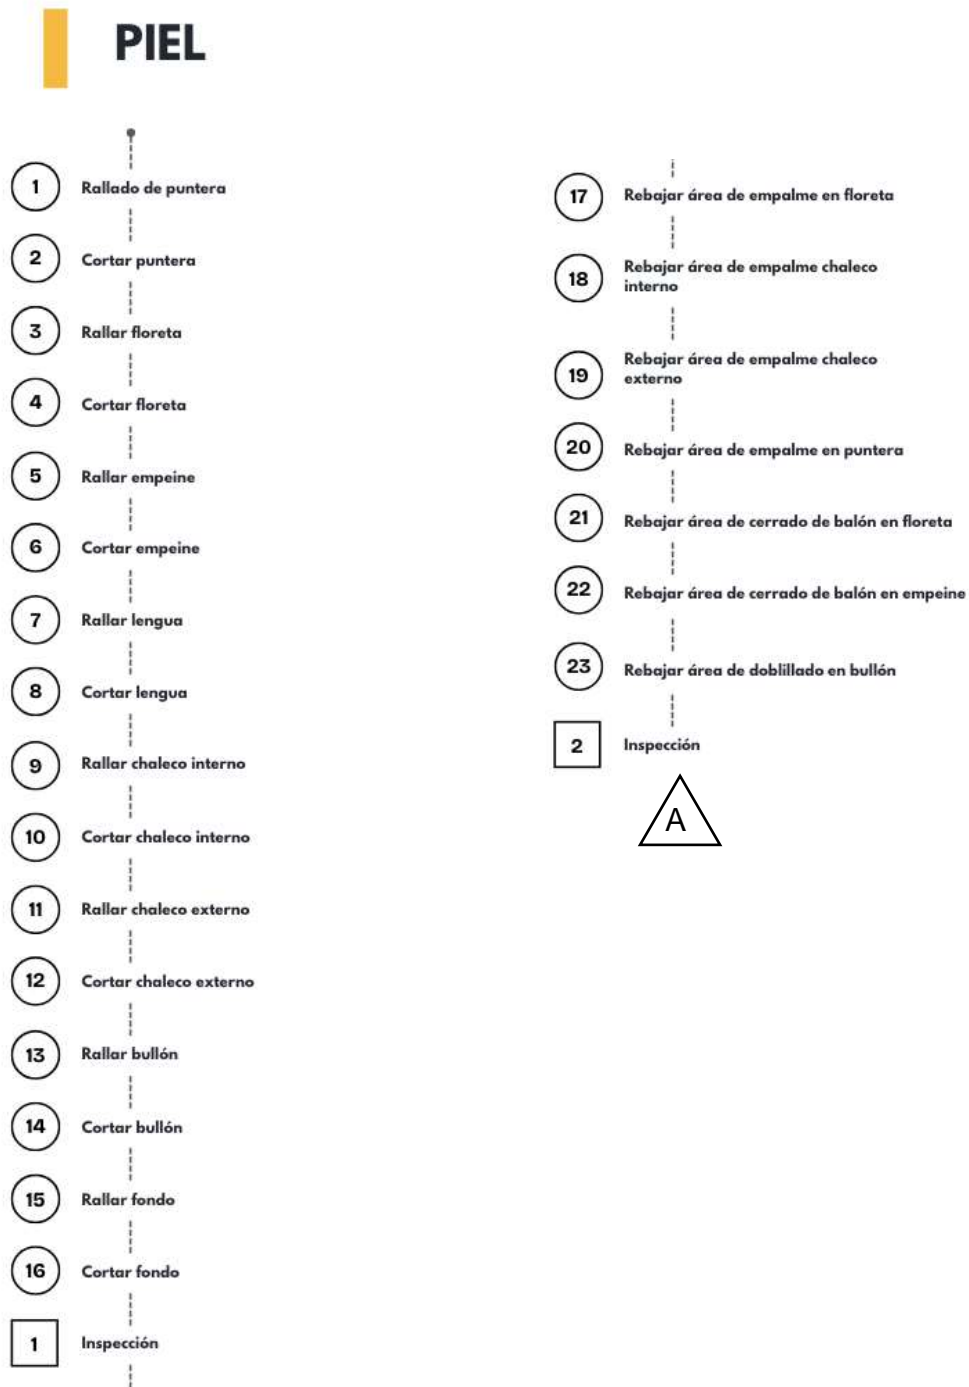 PIEL
1 Rallado de puntera
2 Cortar puntera
3 Rallar floreta
4 Cortar floreta
5 Rallar empeine
6 Cortar empeine
7 Rallar lengua
8 Cortar lengua
9 Rallar chaleco interno
10 Cortar chaleco interno
11 Rallar chaleco externo
12 Cortar chaleco externo
13 Rallar bullón
14 Cortar bullón
15 Rallar fondo
16 Cortar fondo
1 Inspección
17 Rebajar área de empalme en floreta
18 Rebajar área de empalme chaleco
interno
19 Rebajar área de empalme chaleco
externo
20 Rebajar área de empalme en puntera
21 Rebajar área de cerrado de balón en floreta
22 Rebajar área de cerrado de balón en empeine
23 Rebajar área de doblillado en bullón
2 Inspección
A